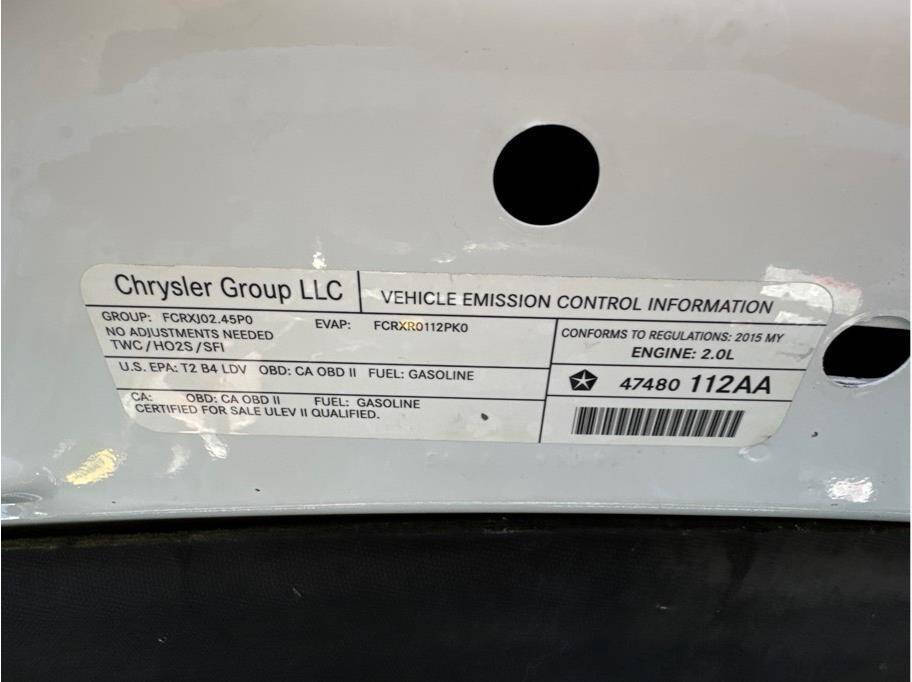 Chrysler Group LLC
VEHICLE EMISSION CONTROL INFORMATION
GROUP: FCRXJ02.45P0 EVAP: FCRXR0112PK0
NO ADJUSTMENTS NEEDED
TWC/HO2S/SFI
CONFORMS TO REGULATIONS: 2015 MY
ENGINE: 2.0L
U.S. EPA: T2 B4 LDV OBD: CA OBD II FUEL: GASOLINE
47480 112AA
CA: OBD: CA OBD II FUEL: GASOLINE
CERTIFIED FOR SALE ULEV II QUALIFIED.